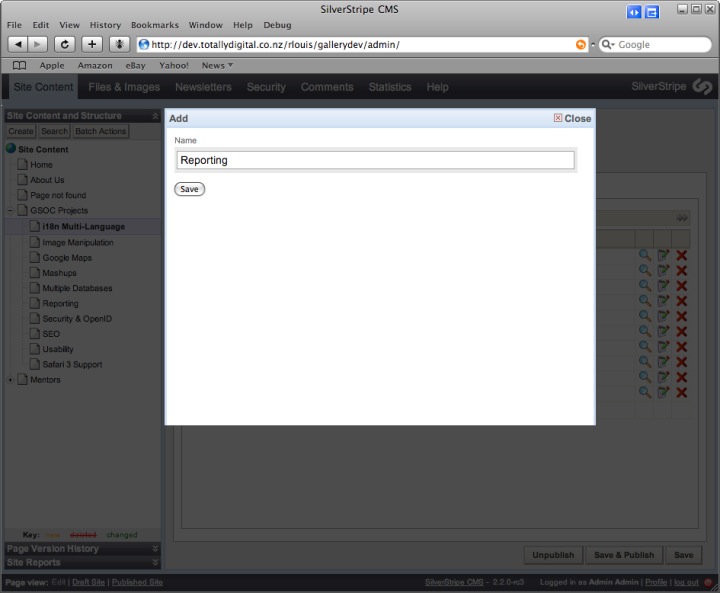 SilverStripe CMS
File Edit View History Bookmarks Window Help Debug
http://dev.totallydigital.co.nz/rlouis/gallerydev/admin/
Google
Apple Amazon eBay Yahoo! News
Site Content Files & Images Newsletters Security Comments Statistics Help SilverStripe
Site Content and Structure
Create Search Batch Actions
Site Content
Home
About Us
Page not found
GSOC Projects
i18n Multi-Language
Image Manipulation
Google Maps
Mashups
Multiple Databases
Reporting
Security & OpenID
SEO
Usability
Safari 3 Support
Mentors
Add Close
Name
Reporting
Save
Key: new deleted changed
Page Version History
Site Reports
Unpublish Save & Publish Save
Page view: Edit | Draft Site | Published Site
SilverStripe CMS - 2.2.0-rc3 Logged in as Admin Admin | Profile | log out